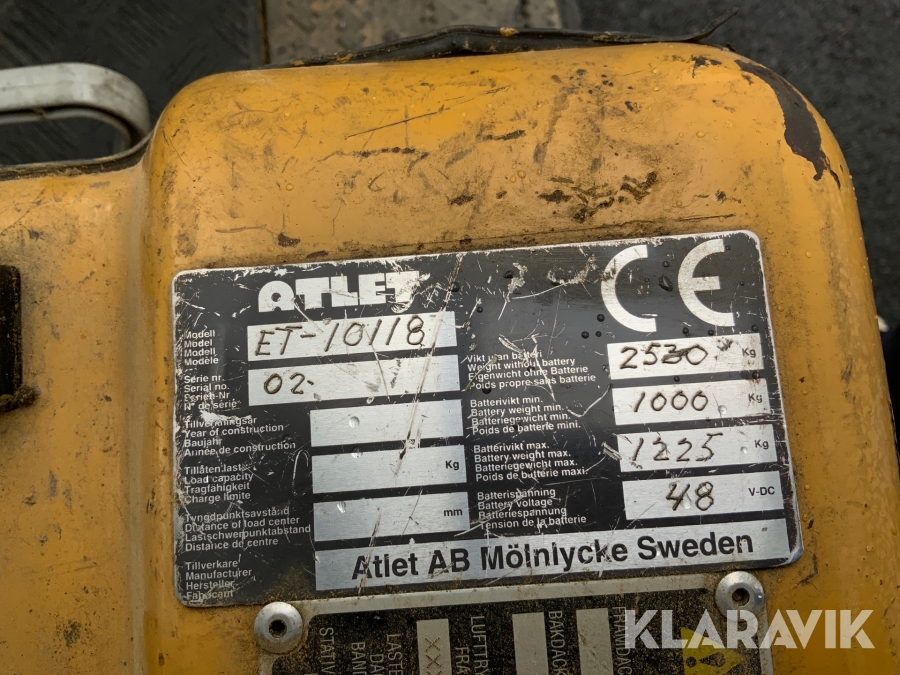 ATLET
CE
Modell
Model
Modell
Modèle
ET-10118
Serie nr.
Serial no.
Serien-Nr
N° de série
02-
Tillverkningsår
Year of construction
Baujahr
Année de construction
Tillåten last
Load capacity
Tragfähigkeit
Charge limite
Kg
Tyngdpunktsavstånd
Distance of load center
Lastschwerpunktabstand
Distance de centre
mm
Tillverkare
Manufacturer
Hersteller
Fabricant
Atlet AB Mölnlycke Sweden
Vikt utan batteri
Weight without battery
Eigenwicht ohne Batterie
Poids propre sans batterie
2530 Kg
Batterivikt min.
Battery weight min.
Batteriegewicht min.
Poids de batterie mini.
1000 Kg
Batterivikt max.
Battery weight max.
Batteriegewicht max.
Poids de batterie maxi.
1225 Kg
Batterispänning
Battery voltage
Batteriespannung
Tension de la batterie
48 V-DC
BAKDÄCK
LUFTTRY
KLARAVIK